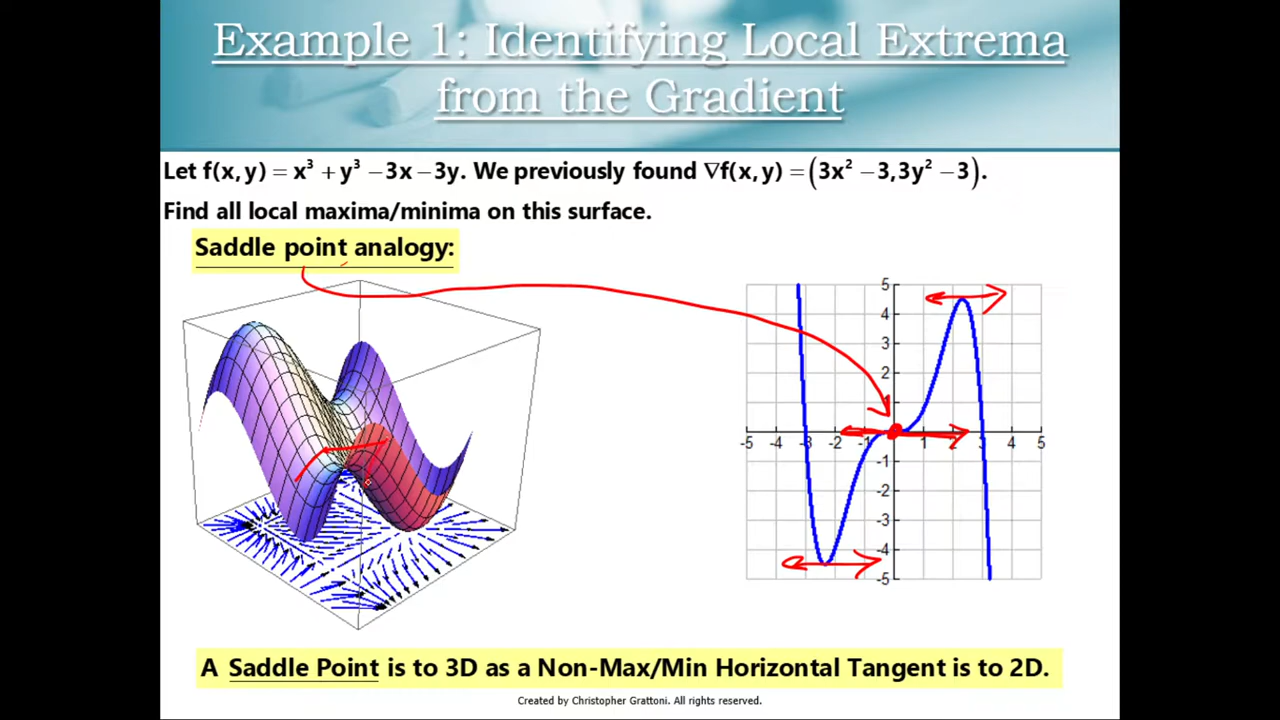 Example 1: Identifying Local Extrema
from the Gradient
Let f(x,y) = x³ + y³ − 3x − 3y. We previously found ∇f(x,y) = (3x² − 3, 3y² − 3).
Find all local maxima/minima on this surface.
Saddle point analogy:
5
4
3
2
-5 -4 -3 -2 -1 1 2 3 4 5
-1
-2
-3
-4
-5
A Saddle Point is to 3D as a Non-Max/Min Horizontal Tangent is to 2D.
Created by Christopher Grattoni. All rights reserved.